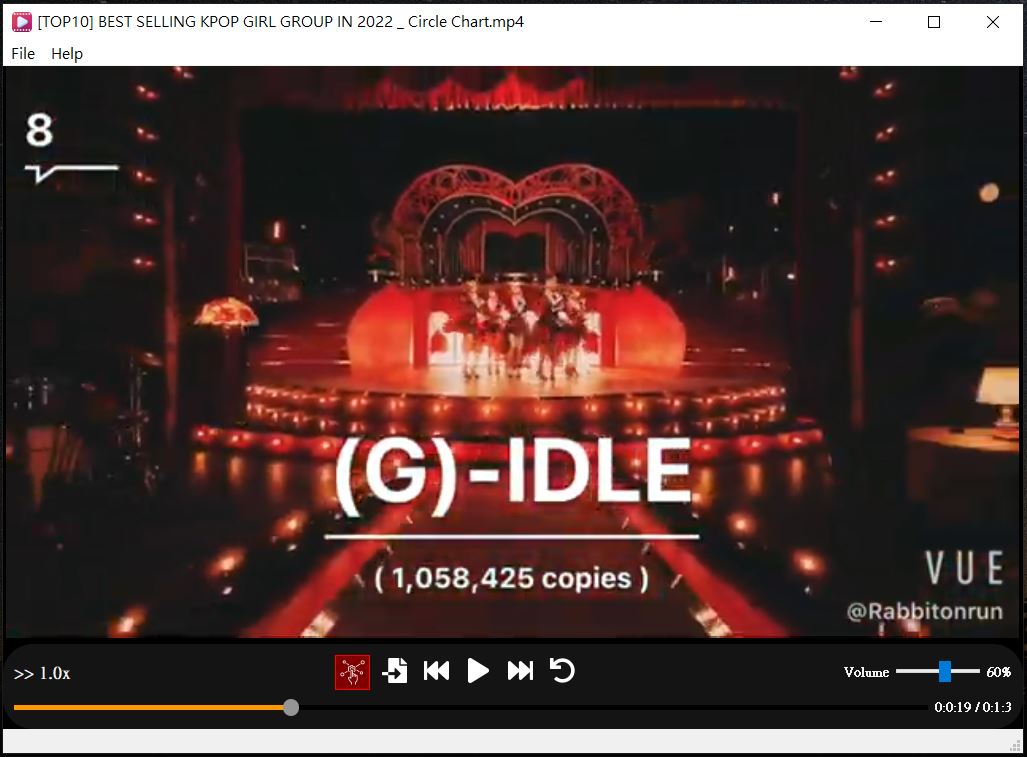 [TOP10] BEST SELLING KPOP GIRL GROUP IN 2022 _ Circle Chart.mp4
File Help
8
(G)-IDLE
( 1,058,425 copies )
VUE
@Rabbitonrun
>> 1.0x
Volume 60%
0:0:19 / 0:1:3